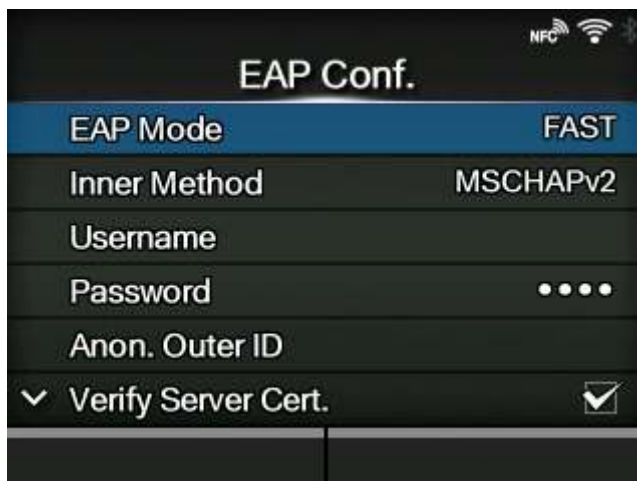 NFC
EAP Conf.
EAP Mode FAST
Inner Method MSCHAPv2
Username
Password ••••
Anon. Outer ID
Verify Server Cert.